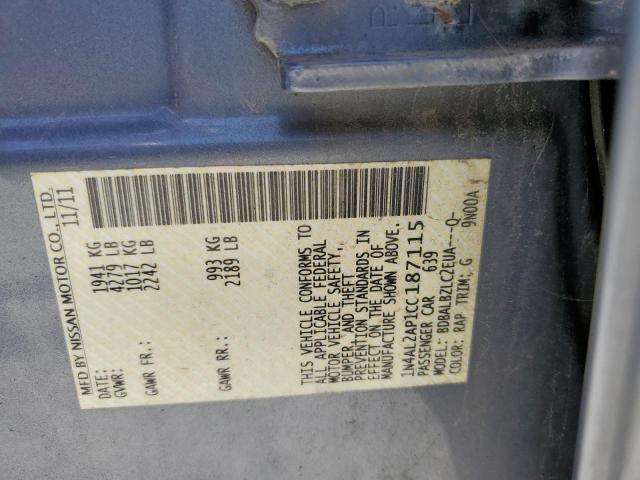 MFD BY NISSAN MOTOR CO., LTD.
DATE: 11/11
GVWR: 1941 KG
4279 LB
GAWR FR.: 1017 KG
2242 LB
GAWR RR.: 993 KG
2189 LB
THIS VEHICLE CONFORMS TO
ALL APPLICABLE FEDERAL
MOTOR VEHICLE SAFETY,
BUMPER, AND THEFT
PREVENTION STANDARDS IN
EFFECT ON THE DATE OF
MANUFACTURE SHOWN ABOVE.
1N4AL2AP1CC187115
PASSENGER CAR 639
MODEL: BDBALBZLC2EUA---Q-
COLOR: RAP TRIM: G 9N00A